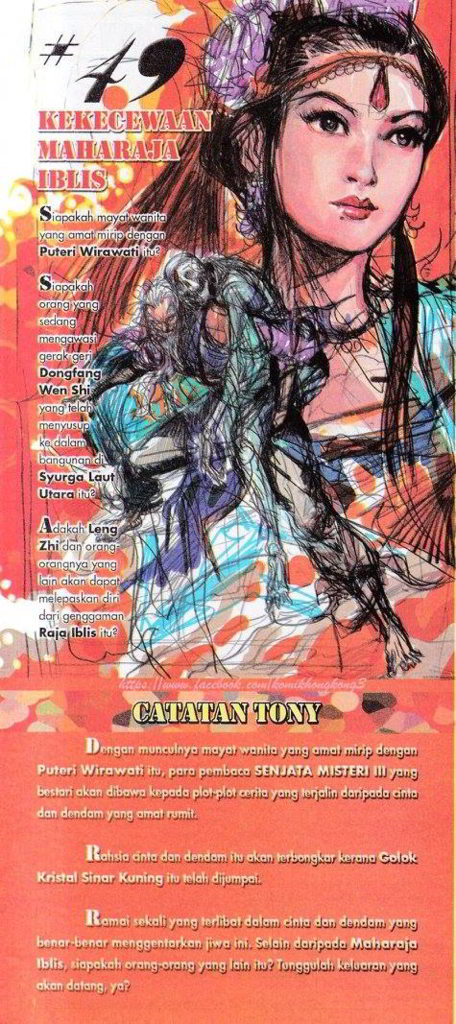 #49
KEKECEWAAN
MAHARAJA
IBLIS
Siapakah mayat wanita
yang amat mirip dengan
Puteri Wirawati itu?
Siapakah
orang yang
sedang
mengawasi
gerak-geri
Dongfang
Wen Shi
yang telah
menyusup
ke dalam
bangunan di
Syurga Laut
Utara itu?
Adakah Leng
Zhi dan orang-
orangnya yang
lain akan dapat
melepaskan diri
dari genggaman
Raja Iblis itu?
https://www.facebook.com/komikhongkong3
CATATAN TONY
Dengan munculnya mayat wanita yang amat mirip dengan
Puteri Wirawati itu, para pembaca SENJATA MISTERI III yang
bestari akan dibawa kepada plot-plot cerita yang terjalin daripada cinta
dan dendam yang amat rumit.
Rahsia cinta dan dendam itu akan terbongkar kerana Golok
Kristal Sinar Kuning itu telah dijumpai.
Ramai sekali yang terlibat dalam cinta dan dendam yang
benar-benar menggentarkan jiwa ini. Selain daripada Maharaja
Iblis, siapakah orang-orang yang lain itu? Tunggulah keluaran yang
akan datang, ya?